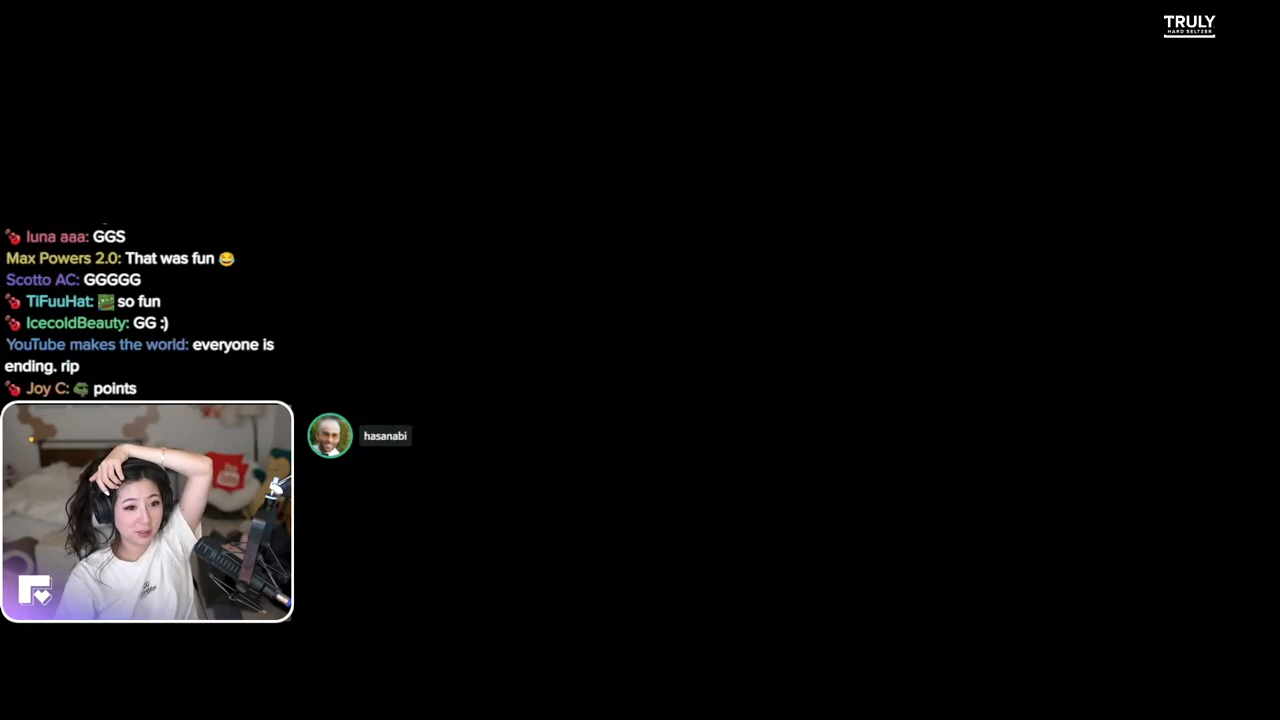 TRULY
HARD SELTZER
luna aaa: GGS
Max Powers 2.0: That was fun 😂
Scotto AC: GGGGG
TiFuuHat: so fun
IcecoldBeauty: GG :)
YouTube makes the world: everyone is
ending. rip
Joy C: points
hasanabi